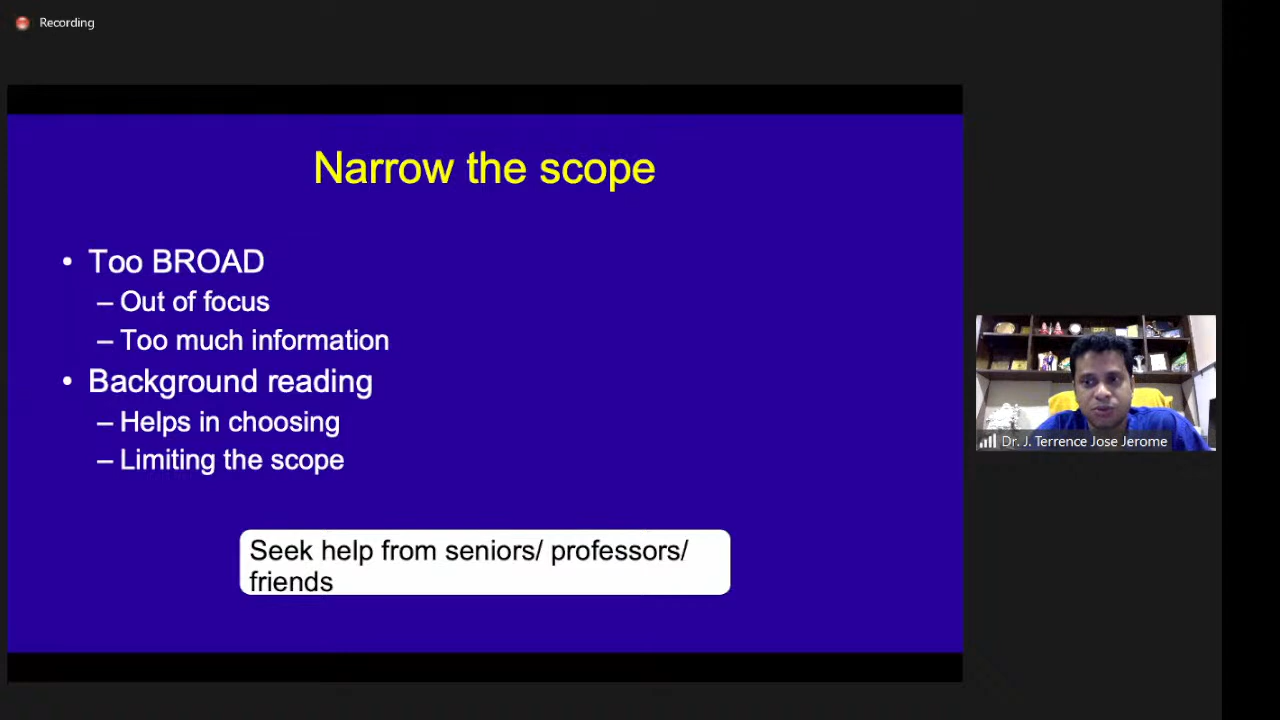 Recording
Narrow the scope
• Too BROAD
– Out of focus
– Too much information
• Background reading
– Helps in choosing
– Limiting the scope
Seek help from seniors/ professors/
friends
Dr. J. Terrence Jose Jerome